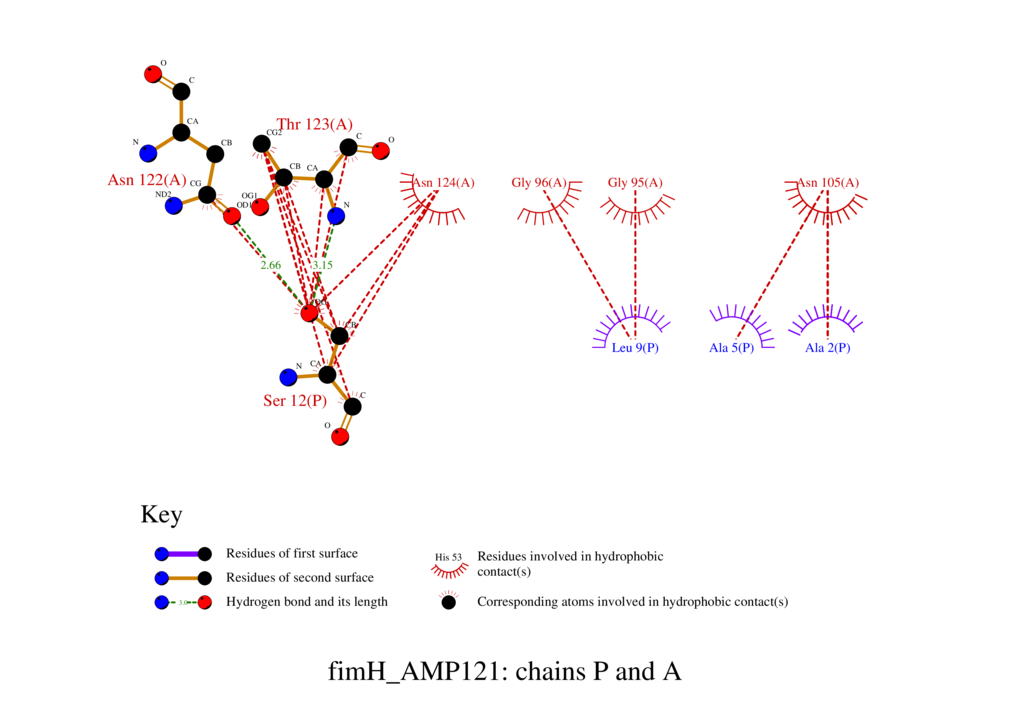 O
C
CA
N
CB
Asn 122(A)
CG
ND2
OD1
Thr 123(A)
CG2
C
O
CB
CA
OG1
N
Asn 124(A)
Gly 96(A)
Gly 95(A)
Asn 105(A)
2.66
3.15
CB
Leu 9(P)
Ala 5(P)
Ala 2(P)
N
CA
C
Ser 12(P)
O
Key
Residues of first surface
Residues of second surface
3.0
Hydrogen bond and its length
His 53
Residues involved in hydrophobic
contact(s)
Corresponding atoms involved in hydrophobic contact(s)
fimH_AMP121: chains P and A